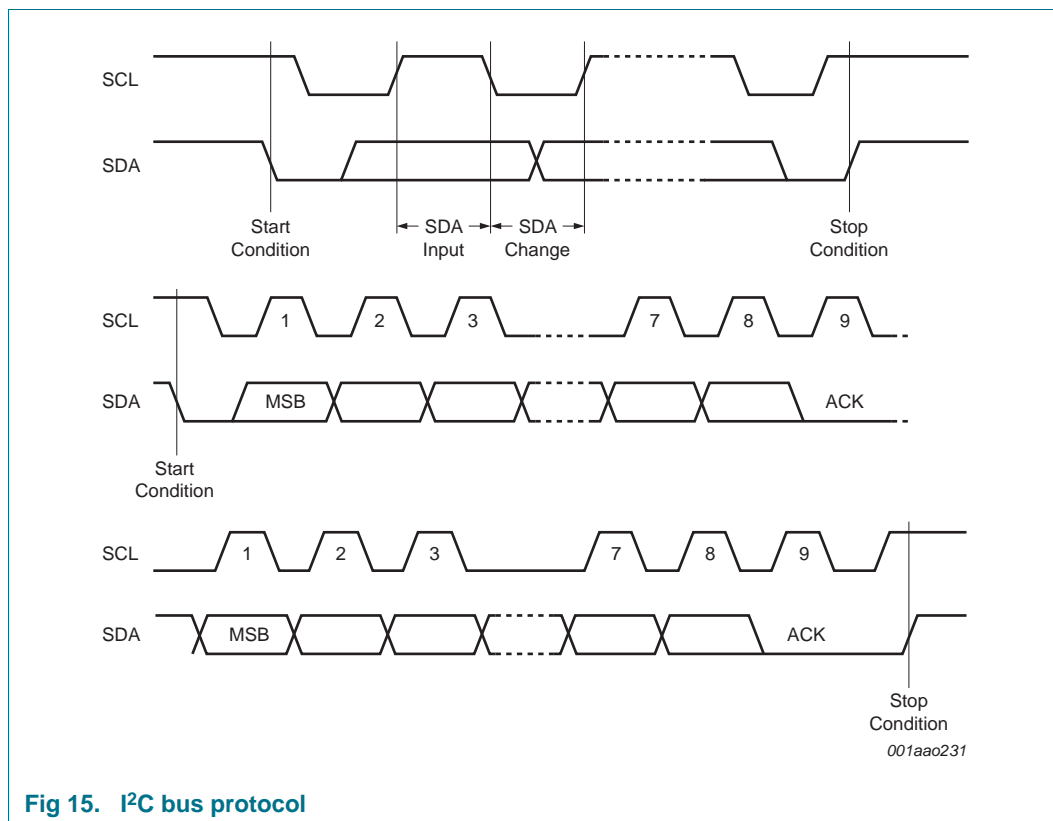 SCL
SDA
Start
Condition
SDA
Input
SDA
Change
Stop
Condition
SCL
1 2 3 7 8 9
SDA
MSB ACK
Start
Condition
SCL
1 2 3 7 8 9
SDA
MSB ACK
Stop
Condition
001aao231
Fig 15. I²C bus protocol